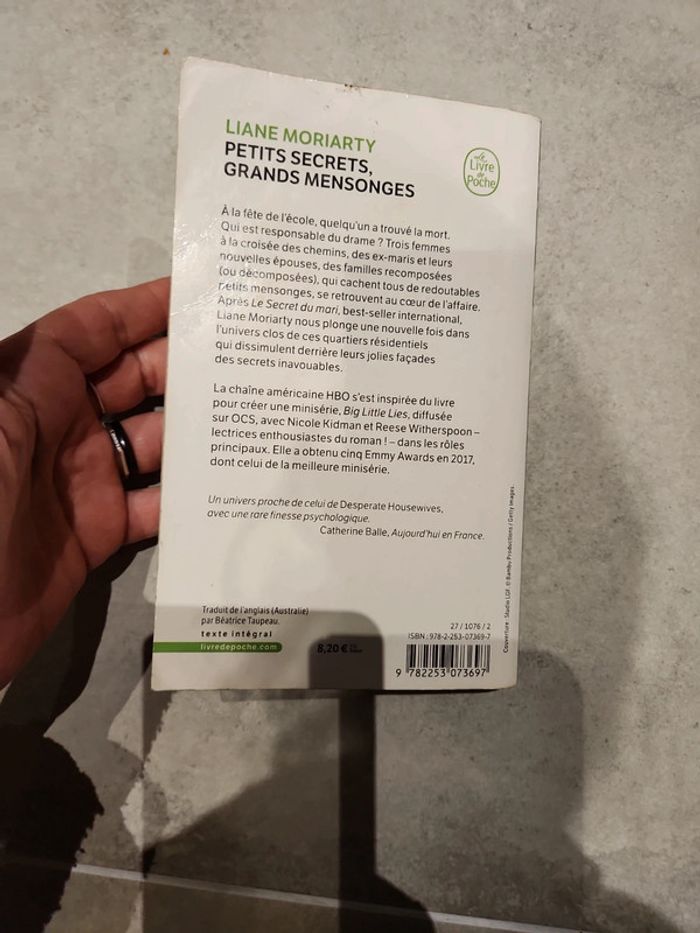 LIANE MORIARTY
PETITS SECRETS,
GRANDS MENSONGES
Le
Livre
de
Poche
À la fête de l'école, quelqu'un a trouvé la mort.
Qui est responsable du drame ? Trois femmes
à la croisée des chemins, des ex-maris et leurs
nouvelles épouses, des familles recomposées
(ou décomposées), qui cachent tous de redoutables
petits mensonges, se retrouvent au cœur de l'affaire.
Après Le Secret du mari, best-seller international,
Liane Moriarty nous plonge une nouvelle fois dans
l'univers clos de ces quartiers résidentiels
qui dissimulent derrière leurs jolies façades
des secrets inavouables.
La chaîne américaine HBO s'est inspirée du livre
pour créer une minisérie, Big Little Lies, diffusée
sur OCS, avec Nicole Kidman et Reese Witherspoon –
lectrices enthousiastes du roman ! – dans les rôles
principaux. Elle a obtenu cinq Emmy Awards en 2017,
dont celui de la meilleure minisérie.
Un univers proche de celui de Desperate Housewives,
avec une rare finesse psychologique.
Catherine Balle, Aujourd'hui en France.
Traduit de l'anglais (Australie)
par Béatrice Taupeau.
texte intégral
livredepoche.com
8,20 €
27 / 1076 / 2
ISBN : 978-2-253-07369-7
9 782253 073697
Couverture : Studio LGF. © Bamby Productions / Getty Images.